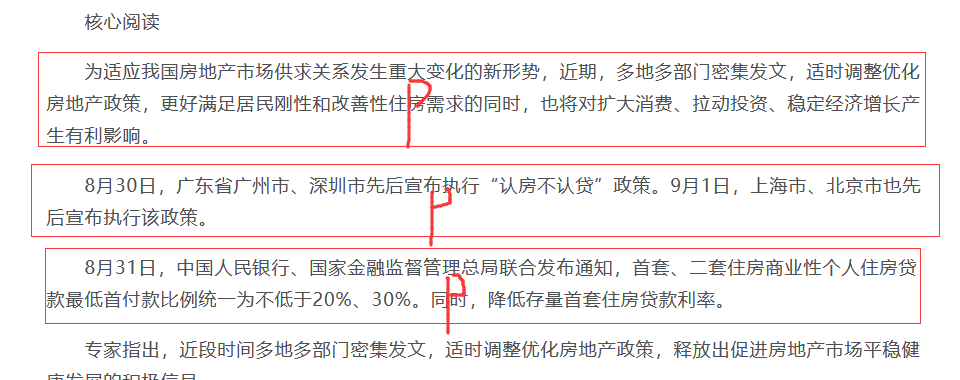 核心阅读
为适应我国房地产市场供求关系发生重大变化的新形势，近期，多地多部门密集发文，适时调整优化
房地产政策，更好满足居民刚性和改善性住房需求的同时，也将对扩大消费、拉动投资、稳定经济增长产
生有利影响。
P
8月30日，广东省广州市、深圳市先后宣布执行“认房不认贷”政策。9月1日，上海市、北京市也先
后宣布执行该政策。
P
8月31日，中国人民银行、国家金融监督管理总局联合发布通知，首套、二套住房商业性个人住房贷
款最低首付款比例统一为不低于20%、30%。同时，降低存量首套住房贷款利率。
P
专家指出，近段时间多地多部门密集发文，适时调整优化房地产政策，释放出促进房地产市场平稳健
康发展的积极信号